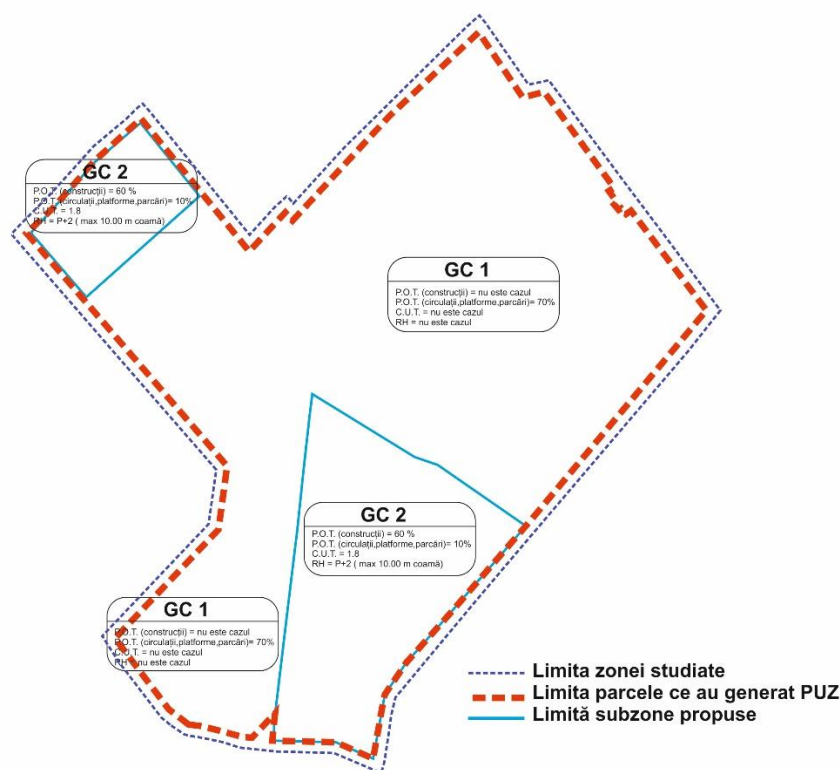 GC 2
P.O.T. (construcții) = 60 %
P.O.T. (circulații,platforme,parcări)= 10%
C.U.T. = 1.8
RH = P+2 ( max 10.00 m coamă)
GC 1
P.O.T. (construcții) = nu este cazul
P.O.T. (circulații,platforme,parcări)= 70%
C.U.T. = nu este cazul
RH = nu este cazul
GC 2
P.O.T. (construcții) = 60 %
P.O.T. (circulații,platforme,parcări)= 10%
C.U.T. = 1.8
RH = P+2 ( max 10.00 m coamă)
GC 1
P.O.T. (construcții) = nu este cazul
P.O.T. (circulații,platforme,parcări)= 70%
C.U.T. = nu este cazul
RH = nu este cazul
Limita zonei studiate
Limita parcele ce au generat PUZ
Limită subzone propuse